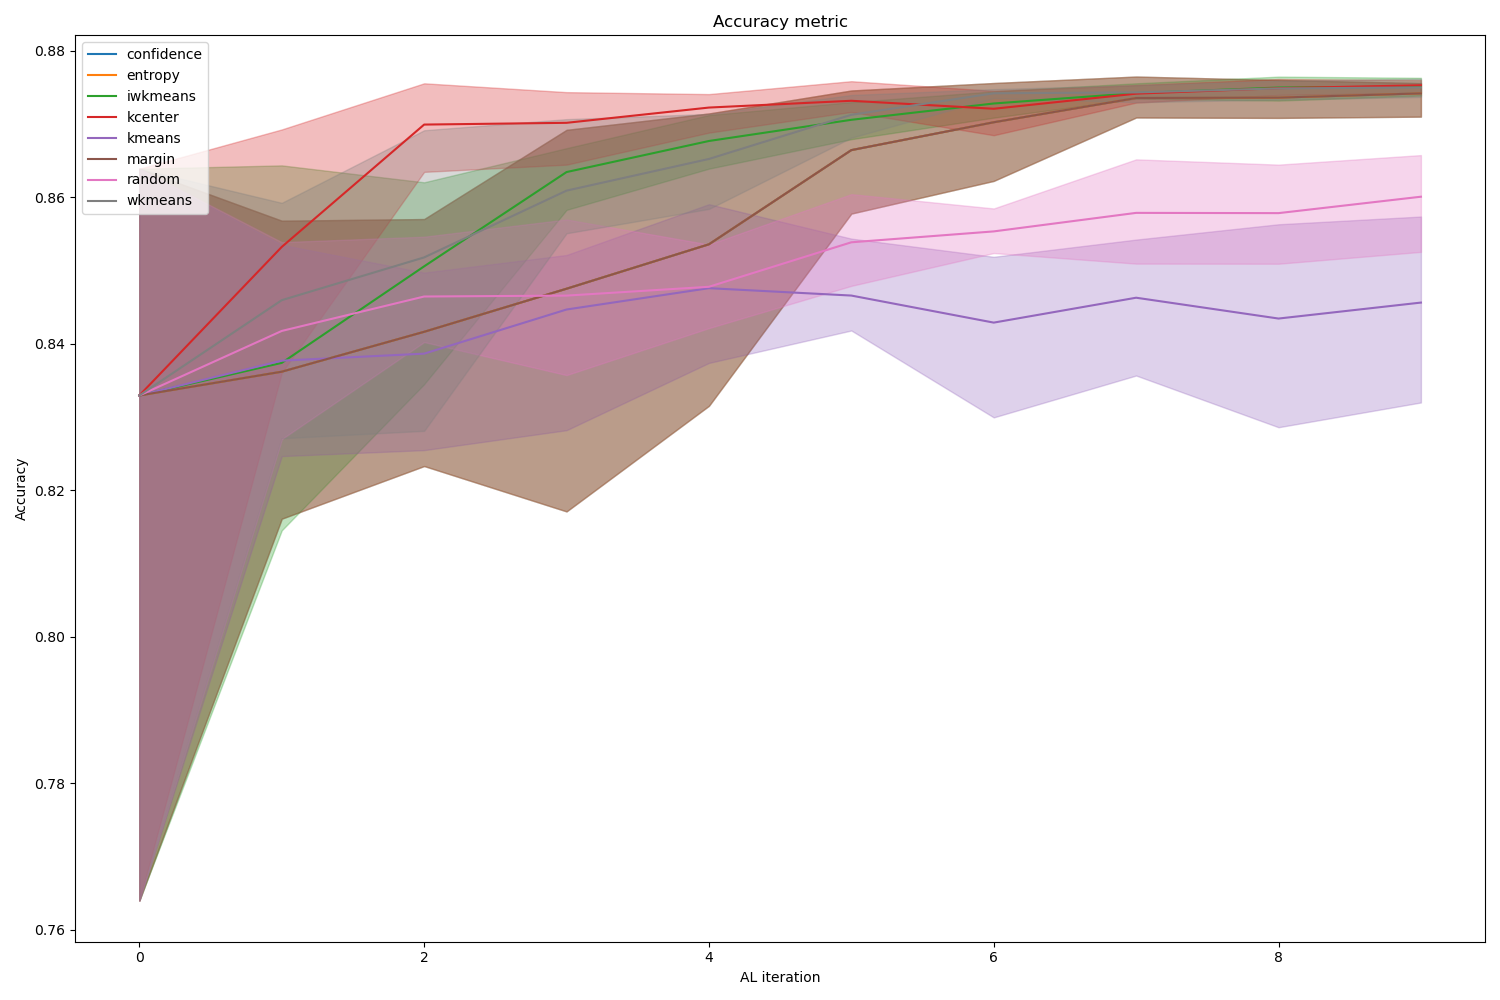 Accuracy metric
confidence
entropy
iwkmeans
kcenter
kmeans
margin
random
wkmeans
0.88
0.86
0.84
0.82
0.80
0.78
0.76
Accuracy
0 2 4 6 8
AL iteration